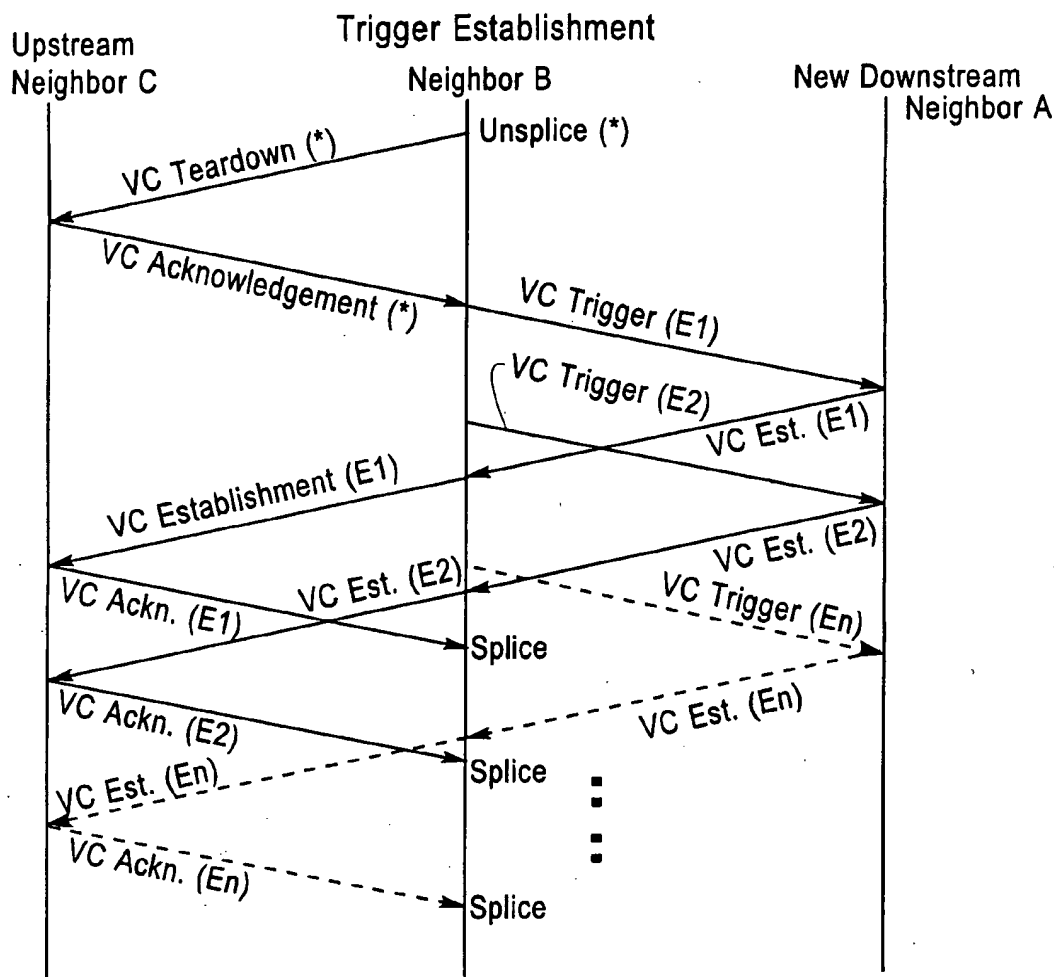 Trigger Establishment
Upstream
Neighbor C
Neighbor B
New Downstream
Neighbor A
Unsplice (*)
VC Teardown (*)
VC Acknowledgement (*)
VC Trigger (E1)
VC Trigger (E2)
VC Est. (E1)
VC Establishment (E1)
VC Est. (E2)
VC Est. (E2)
VC Trigger (En)
VC Ackn. (E1)
Splice
VC Est. (En)
VC Ackn. (E2)
Splice
VC Est. (En)
VC Ackn. (En)
Splice